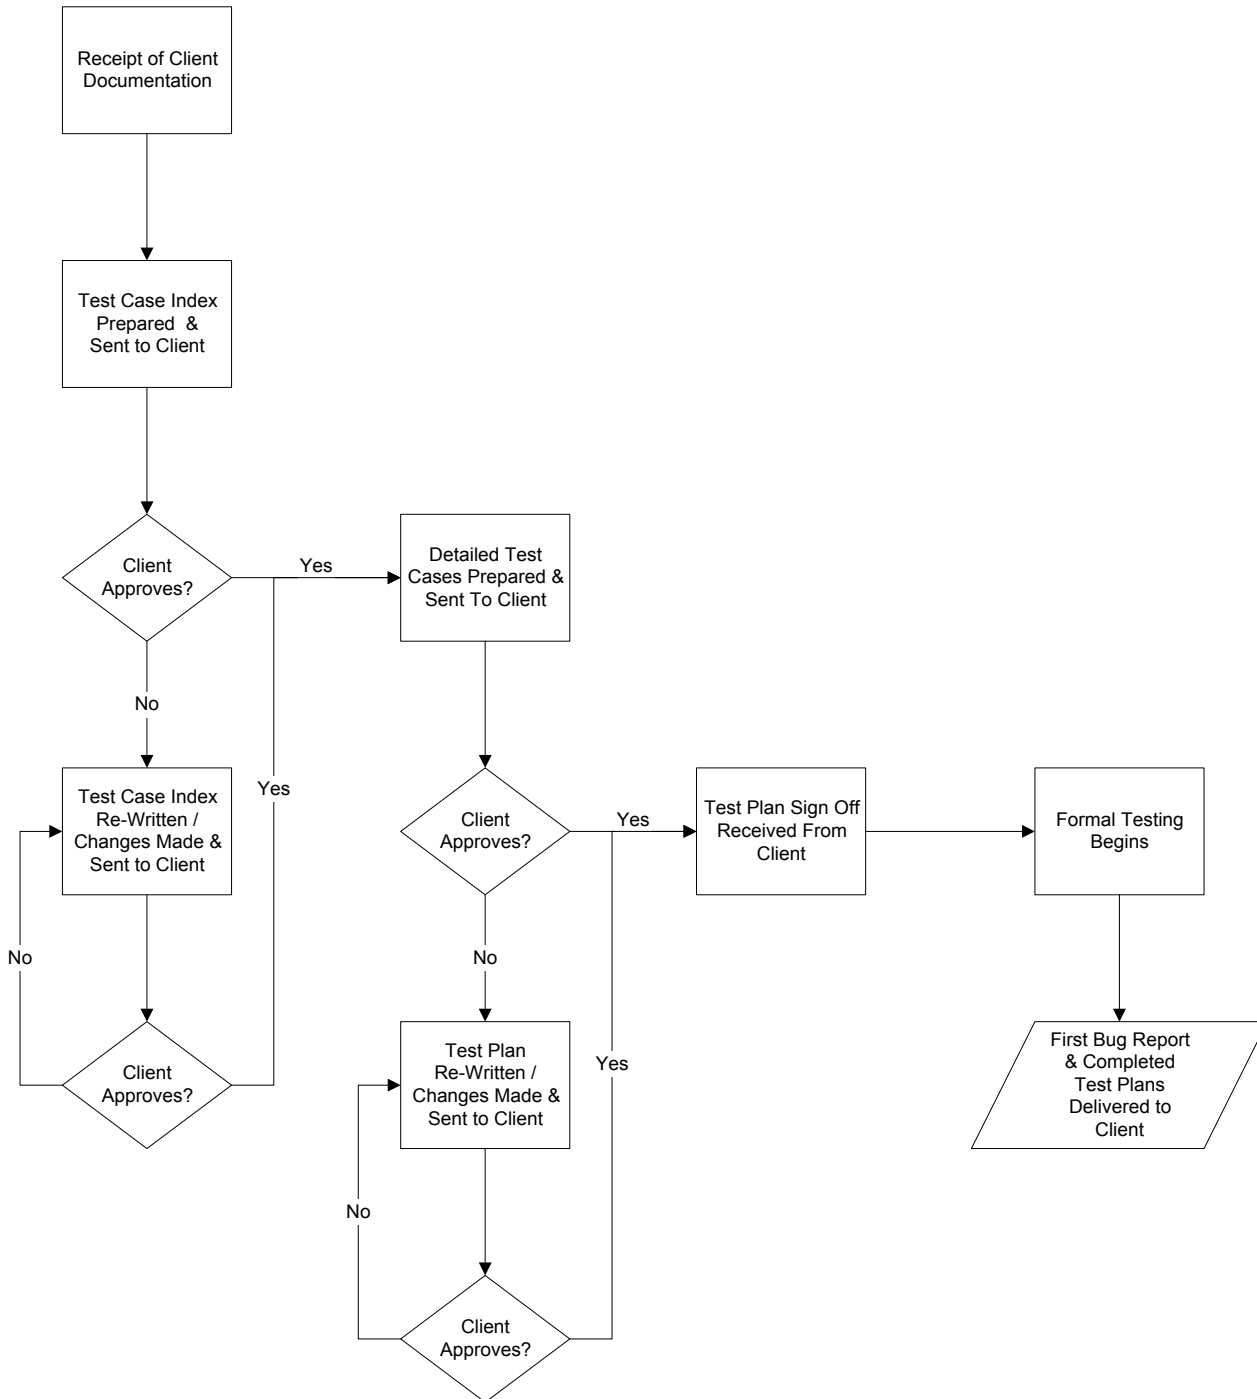 Receipt of Client
Documentation
Test Case Index
Prepared &
Sent to Client
Client
Approves?
Yes
Detailed Test
Cases Prepared &
Sent To Client
No
Test Case Index
Re-Written /
Changes Made &
Sent to Client
Yes
No
Client
Approves?
Client
Approves?
Yes
Test Plan Sign Off
Received From
Client
Formal Testing
Begins
No
Test Plan
Re-Written /
Changes Made &
Sent to Client
Yes
No
Client
Approves?
First Bug Report
& Completed
Test Plans
Delivered to
Client